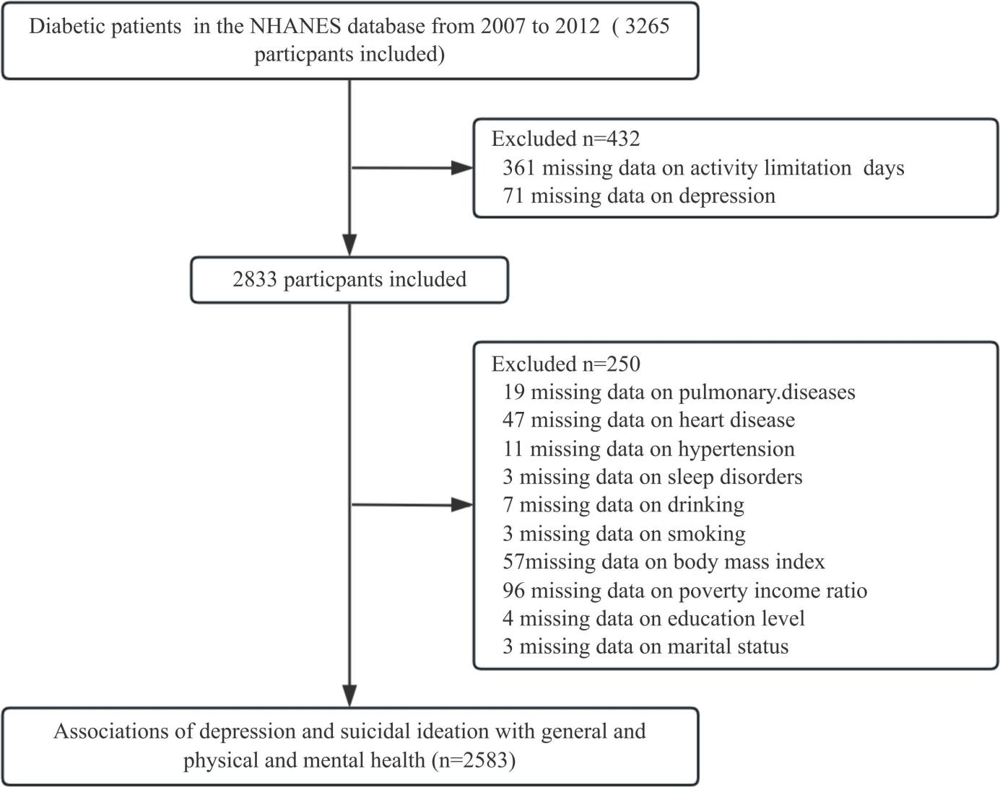 Diabetic patients in the NHANES database from 2007 to 2012 ( 3265
particpants included)
Excluded n=432
361 missing data on activity limitation days
71 missing data on depression
2833 particpants included
Excluded n=250
19 missing data on pulmonary.diseases
47 missing data on heart disease
11 missing data on hypertension
3 missing data on sleep disorders
7 missing data on drinking
3 missing data on smoking
57missing data on body mass index
96 missing data on poverty income ratio
4 missing data on education level
3 missing data on marital status
Associations of depression and suicidal ideation with general and
physical and mental health (n=2583)